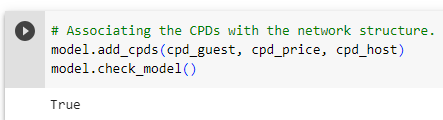 # Associating the CPDs with the network structure.
model.add_cpds(cpd_guest, cpd_price, cpd_host)
model.check_model()
True